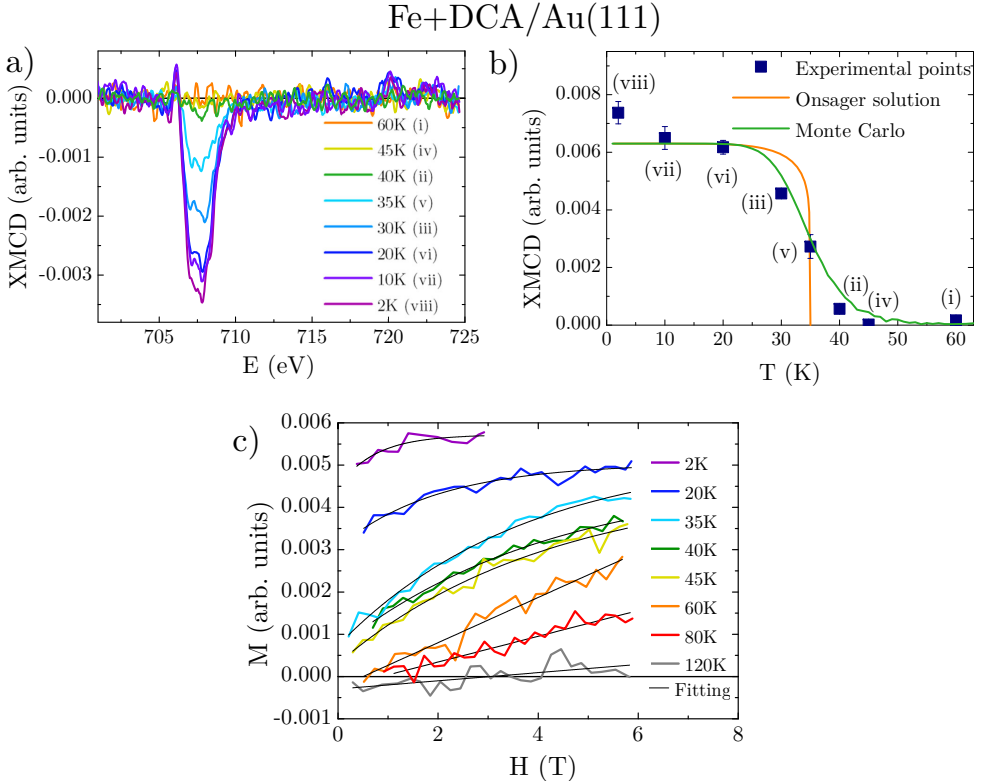 Fe+DCA/Au(111)
a)
XMCD (arb. units)
0.000
-0.001
-0.002
-0.003
705
710
715
720
725
E (eV)
60K (i)
45K (iv)
40K (ii)
35K (v)
30K (iii)
20K (vi)
10K (vii)
2K (viii)
b)
XMCD (arb. units)
0.008
0.006
0.004
0.002
0.000
0
10
20
30
40
50
60
T (K)
Experimental points
Onsager solution
Monte Carlo
(viii)
(vii)
(vi)
(iii)
(v)
(ii)
(iv)
(i)
c)
M (arb. units)
0.006
0.005
0.004
0.003
0.002
0.001
0.000
-0.001
0
2
4
6
8
H (T)
2K
20K
35K
40K
45K
60K
80K
120K
Fitting